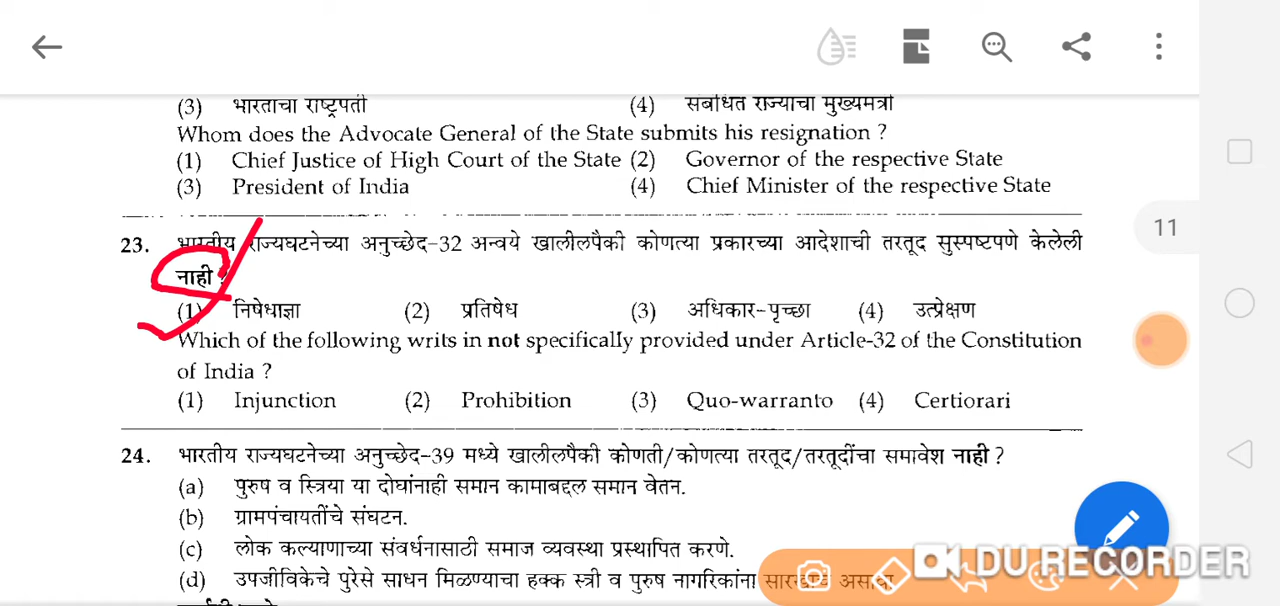 (3) भारताचा राष्ट्रपती (4) संबंधित राज्याचा मुख्यमंत्री
Whom does the Advocate General of the State submits his resignation ?
(1) Chief Justice of High Court of the State (2) Governor of the respective State
(3) President of India (4) Chief Minister of the respective State
23. भारतीय राज्यघटनेच्या अनुच्छेद-32 अन्वये खालीलपैकी कोणत्या प्रकारच्या आदेशाची तरतूद सुस्पष्टपणे केलेली
नाही ?
(1) निषेधाज्ञा (2) प्रतिषेध (3) अधिकार-पृच्छा (4) उत्प्रेक्षण
Which of the following writs in not specifically provided under Article-32 of the Constitution
of India ?
(1) Injunction (2) Prohibition (3) Quo-warranto (4) Certiorari
24. भारतीय राज्यघटनेच्या अनुच्छेद-39 मध्ये खालीलपैकी कोणती/कोणत्या तरतूद/तरतूदींचा समावेश नाही ?
(a) पुरुष व स्त्रिया या दोघांनाही समान कामाबद्दल समान वेतन.
(b) ग्रामपंचायतींचे संघटन.
(c) लोक कल्याणाच्या संवर्धनासाठी समाज व्यवस्था प्रस्थापित करणे.
(d) उपजीविकेचे पुरेसे साधन मिळण्याचा हक्क स्त्री व पुरुष नागरिकांना सारखाच असावा
11
DU RECORDER